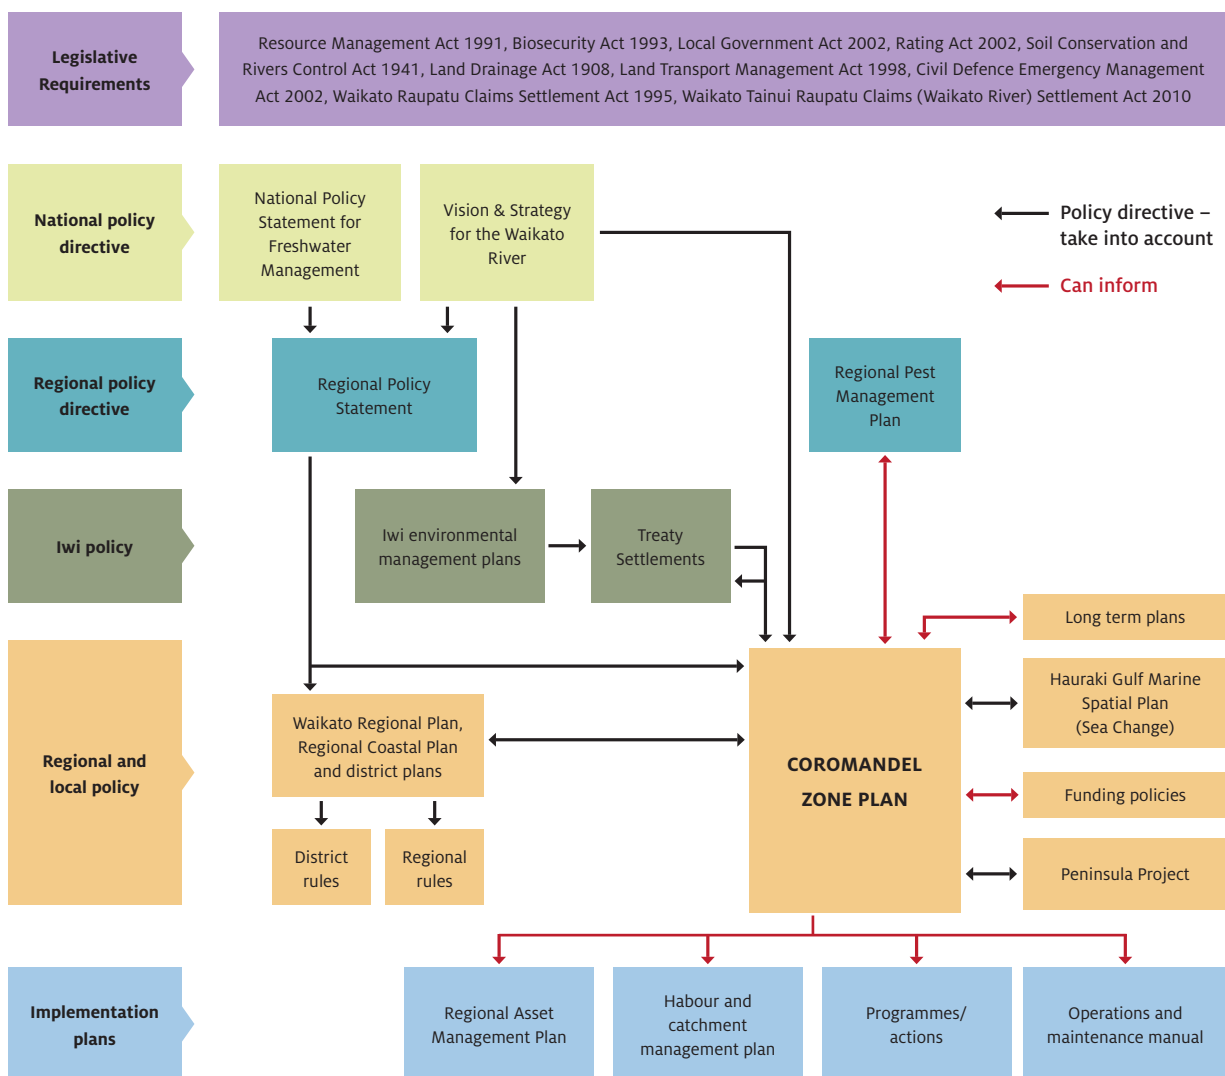 Legislative
Requirements
Resource Management Act 1991, Biosecurity Act 1993, Local Government Act 2002, Rating Act 2002, Soil Conservation and
Rivers Control Act 1941, Land Drainage Act 1908, Land Transport Management Act 1998, Civil Defence Emergency Management
Act 2002, Waikato Raupatu Claims Settlement Act 1995, Waikato Tainui Raupatu Claims (Waikato River) Settlement Act 2010
National policy
directive
National Policy
Statement for
Freshwater
Management
Vision & Strategy
for the Waikato
River
Policy directive –
take into account
Can inform
Regional policy
directive
Regional Policy
Statement
Regional Pest
Management
Plan
Iwi policy
Iwi environmental
management plans
Treaty
Settlements
Regional and
local policy
Waikato Regional Plan,
Regional Coastal Plan
and district plans
District
rules
Regional
rules
COROMANDEL
ZONE PLAN
Long term plans
Hauraki Gulf Marine
Spatial Plan
(Sea Change)
Funding policies
Peninsula Project
Implementation
plans
Regional Asset
Management Plan
Habour and
catchment
management plan
Programmes/
actions
Operations and
maintenance manual